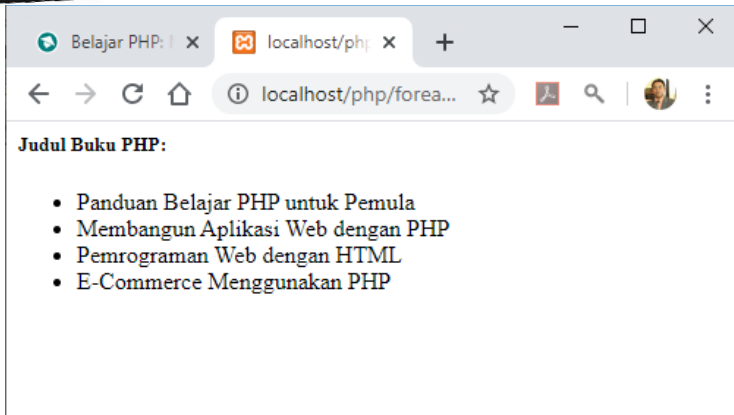 Belajar PHP:
localhost/php
localhost/php/forea...
Judul Buku PHP:
Panduan Belajar PHP untuk Pemula
Membangun Aplikasi Web dengan PHP
Pemrograman Web dengan HTML
E-Commerce Menggunakan PHP